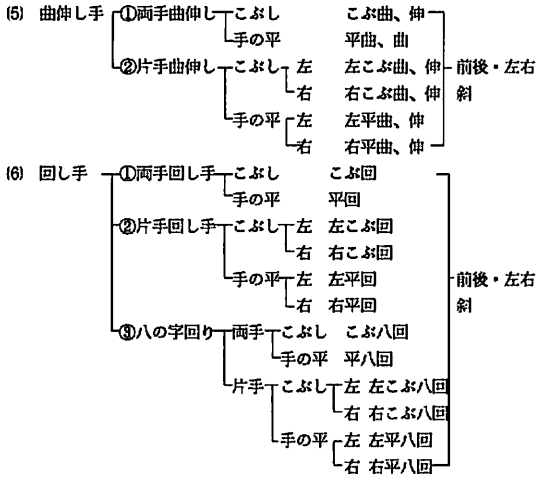 (5) 曲伸し手 ①両手曲伸し こぶし こぶ曲、伸
手の平 平曲、曲
②片手曲伸し こぶし 左 左こぶ曲、伸 前後・左右
右 右こぶ曲、伸 斜
手の平 左 左平曲、伸
右 右平曲、伸
(6) 回し手 ①両手回し手 こぶし こぶ回
手の平 平回
②片手回し手 こぶし 左 左こぶ回
右 右こぶ回
手の平 左 左平回 前後・左右
右 右平回 斜
③八の字回り 両手 こぶし こぶ八回
手の平 平八回
片手 こぶし 左 左こぶ八回
右 右こぶ八回
手の平 左 左平八回
右 右平八回